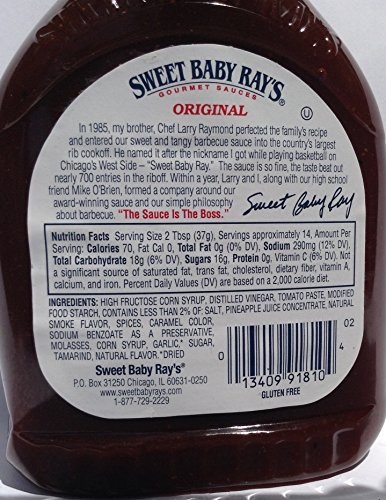 SWEET BABY RAY'S®
GOURMET SAUCES
ORIGINAL
In 1985, my brother, Chef Larry Raymond perfected the family's recipe
and entered our sweet and tangy barbecue sauce into the country's largest
rib cookoff. He named it after the nickname I got while playing basketball on
Chicago's West Side – "Sweet Baby Ray." The sauce is so fine, the taste beat out
nearly 700 entries in the riboff. Within a year, Larry and I, along with our high school
friend Mike O'Brien, formed a company around our
award-winning sauce and our simple philosophy
about barbecue. "The Sauce Is The Boss."
Sweet Baby Ray
Nutrition Facts Serving Size 2 Tbsp (37g) Servings approximately 14, Amount Per
Serving: Calories 70, Fat Cal 0, Total Fat 0g (0% DV), Sodium 290mg (12% DV),
Total Carbohydrate 18g (6% DV), Sugars 16g, Protein 0g, Vitamin C (6% DV). Not
a significant source of saturated fat, trans fat, cholesterol, dietary fiber, vitamin A,
calcium, and iron. Percent Daily Values (DV) are based on a 2,000 calorie diet.
INGREDIENTS: HIGH FRUCTOSE CORN SYRUP, DISTILLED VINEGAR, TOMATO PASTE, MODIFIED
FOOD STARCH, CONTAINS LESS THAN 2% OF: SALT, PINEAPPLE JUICE CONCENTRATE, NATURAL
SMOKE FLAVOR, SPICES, CARAMEL COLOR,
SODIUM BENZOATE AS A PRESERVATIVE,
MOLASSES, CORN SYRUP, GARLIC,* SUGAR,
TAMARIND, NATURAL FLAVOR. *DRIED
Sweet Baby Ray's®
P.O. Box 31250 Chicago, IL 60631-0250
www.sweetbabyrays.com
1-877-729-2229
02
0 13409 91810 4
GLUTEN FREE